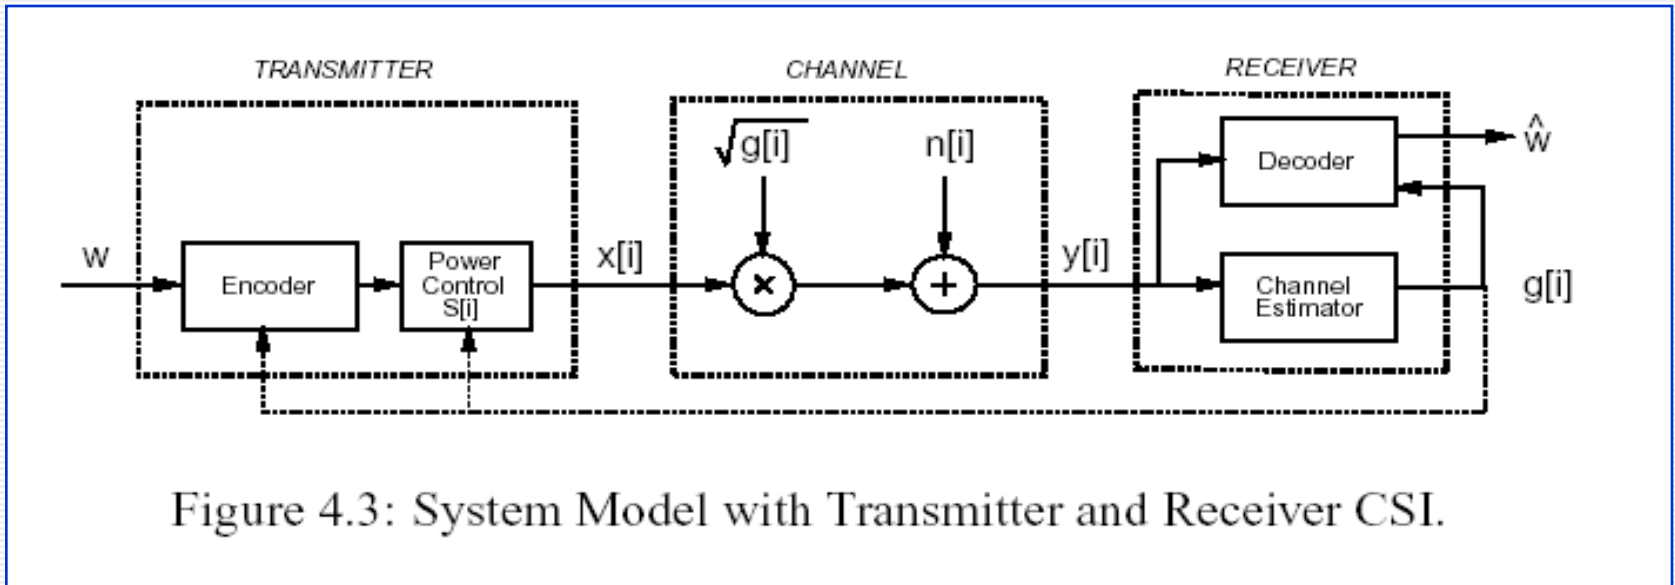 TRANSMITTER
CHANNEL
RECEIVER
√g[i]
n[i]
Decoder
ŵ
w
Encoder
Power
Control
S[i]
x[i]
×
+
y[i]
Channel
Estimator
g[i]
Figure 4.3: System Model with Transmitter and Receiver CSI.